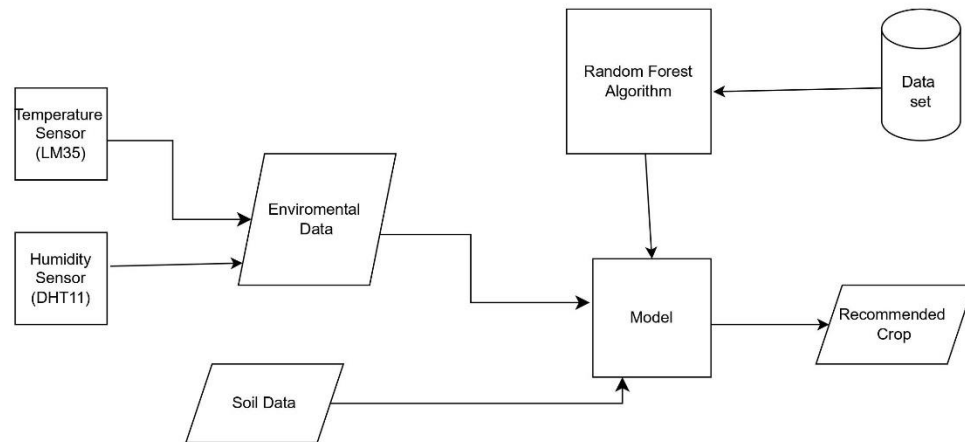 Temperature
Sensor
(LM35)
Humidity
Sensor
(DHT11)
Enviromental
Data
Soil Data
Random Forest
Algorithm
Data
set
Model
Recommended
Crop